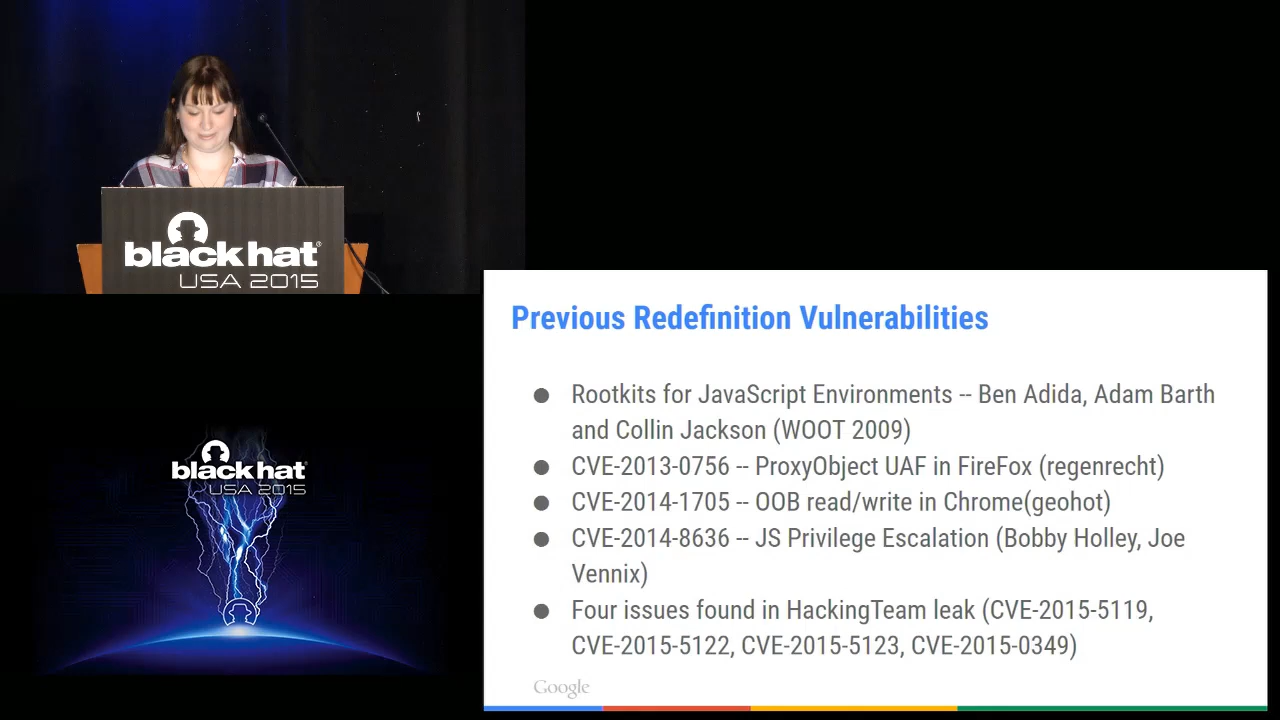 black hat®
USA 2015
black hat®
USA 2015
Previous Redefinition Vulnerabilities
● Rootkits for JavaScript Environments -- Ben Adida, Adam Barth
and Collin Jackson (WOOT 2009)
● CVE-2013-0756 -- ProxyObject UAF in FireFox (regenrecht)
● CVE-2014-1705 -- OOB read/write in Chrome(geohot)
● CVE-2014-8636 -- JS Privilege Escalation (Bobby Holley, Joe
Vennix)
● Four issues found in HackingTeam leak (CVE-2015-5119,
CVE-2015-5122, CVE-2015-5123, CVE-2015-0349)
Google